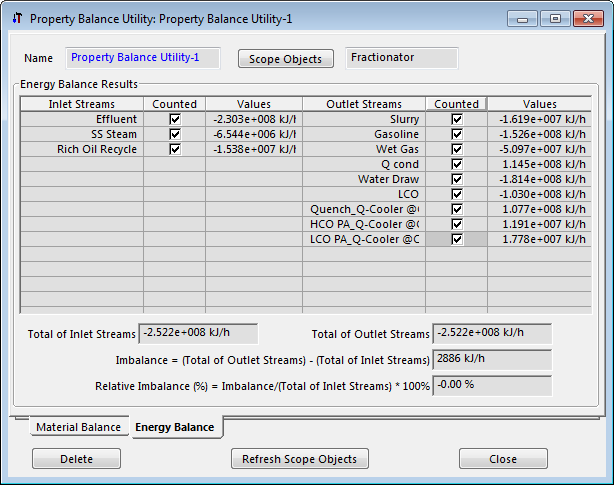 Property Balance Utility: Property Balance Utility-1
Name Property Balance Utility-1 Scope Objects Fractionator
Energy Balance Results
Inlet Streams Counted Values Outlet Streams Counted Values
Effluent -2.303e+008 kJ/h Slurry -1.619e+007 kJ/h
SS Steam -6.544e+006 kJ/h Gasoline -1.526e+008 kJ/h
Rich Oil Recycle -1.538e+007 kJ/h Wet Gas -5.097e+007 kJ/h
Q cond 1.145e+008 kJ/h
Water Draw -1.814e+008 kJ/h
LCO -1.030e+008 kJ/h
Quench_Q-Cooler @( 1.077e+008 kJ/h
HCO PA_Q-Cooler @( 1.191e+007 kJ/h
LCO PA_Q-Cooler @C 1.778e+007 kJ/h
Total of Inlet Streams -2.522e+008 kJ/h Total of Outlet Streams -2.522e+008 kJ/h
Imbalance = (Total of Outlet Streams) - (Total of Inlet Streams) 2886 kJ/h
Relative Imbalance (%) = Imbalance/(Total of Inlet Streams) * 100% -0.00 %
Material Balance Energy Balance
Delete Refresh Scope Objects Close